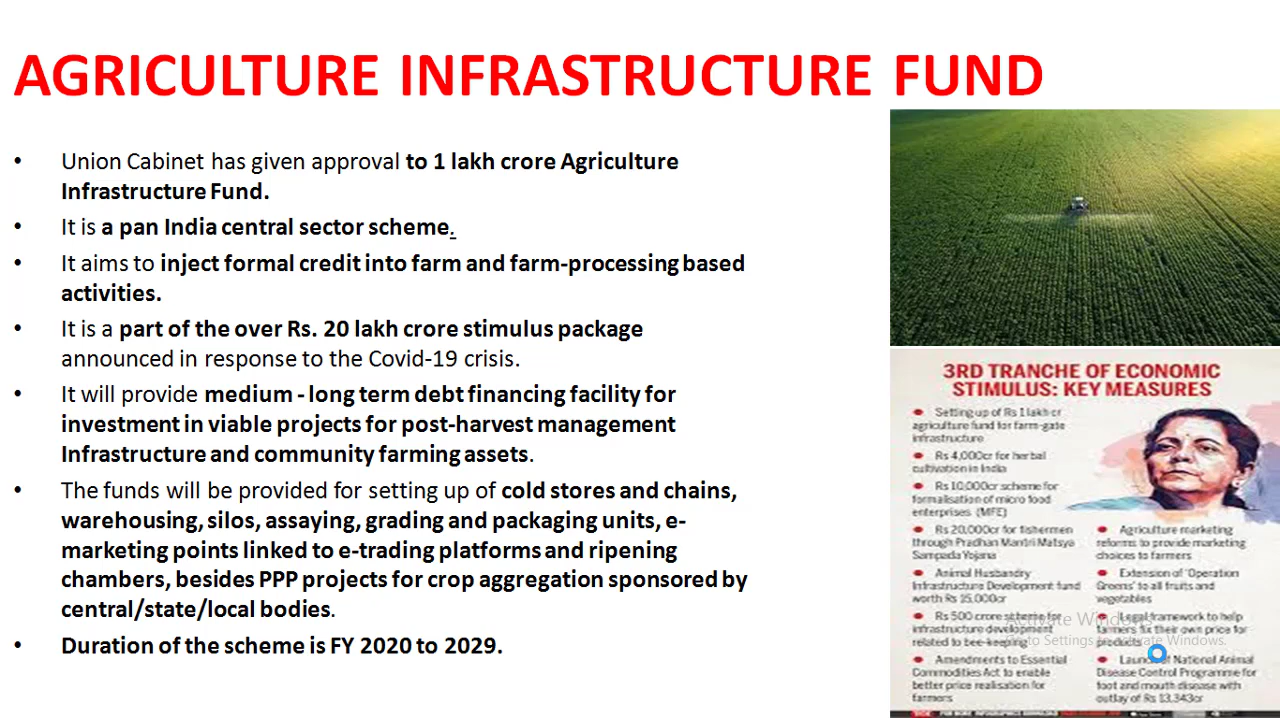 AGRICULTURE INFRASTRUCTURE FUND
• Union Cabinet has given approval to 1 lakh crore Agriculture
Infrastructure Fund.
• It is a pan India central sector scheme.
• It aims to inject formal credit into farm and farm-processing based
activities.
• It is a part of the over Rs. 20 lakh crore stimulus package
announced in response to the Covid-19 crisis.
• It will provide medium - long term debt financing facility for
investment in viable projects for post-harvest management
Infrastructure and community farming assets.
• The funds will be provided for setting up of cold stores and chains,
warehousing, silos, assaying, grading and packaging units, e-
marketing points linked to e-trading platforms and ripening
chambers, besides PPP projects for crop aggregation sponsored by
central/state/local bodies.
• Duration of the scheme is FY 2020 to 2029.
3RD TRANCHE OF ECONOMIC
STIMULUS: KEY MEASURES
• Setting up of Rs 1 lakh cr
agriculture fund for farm-gate
infrastructure
• Rs 4,000cr for herbal
cultivation in India
• Rs 10,000cr scheme for
formalisation of micro food
enterprises (MFE)
• Rs 20,000cr for fishermen
through Pradhan Mantri Matsya
Sampada Yojana
• Animal Husbandry
Infrastructure Development fund
worth Rs 15,000cr
• Rs 500 crore scheme for
infrastructure development
related to bee-keeping
• Amendments to Essential
Commodities Act to enable
better price realisation for
farmers
• Agriculture marketing
reforms to provide marketing
choices to farmers
• Extension of 'Operation
Greens' to all fruits and
vegetables
• Legal framework to help
farmers fix their own price for
products
• Launch of National Animal
Disease Control Programme for
foot and mouth disease with
outlay of Rs 13,343cr
Activate Windows
Go to Settings to activate Windows.